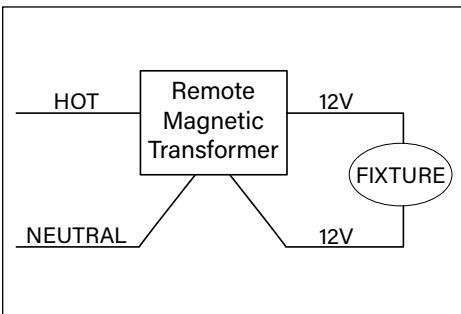 HOT
Remote
Magnetic
Transformer
12V
FIXTURE
NEUTRAL
12V